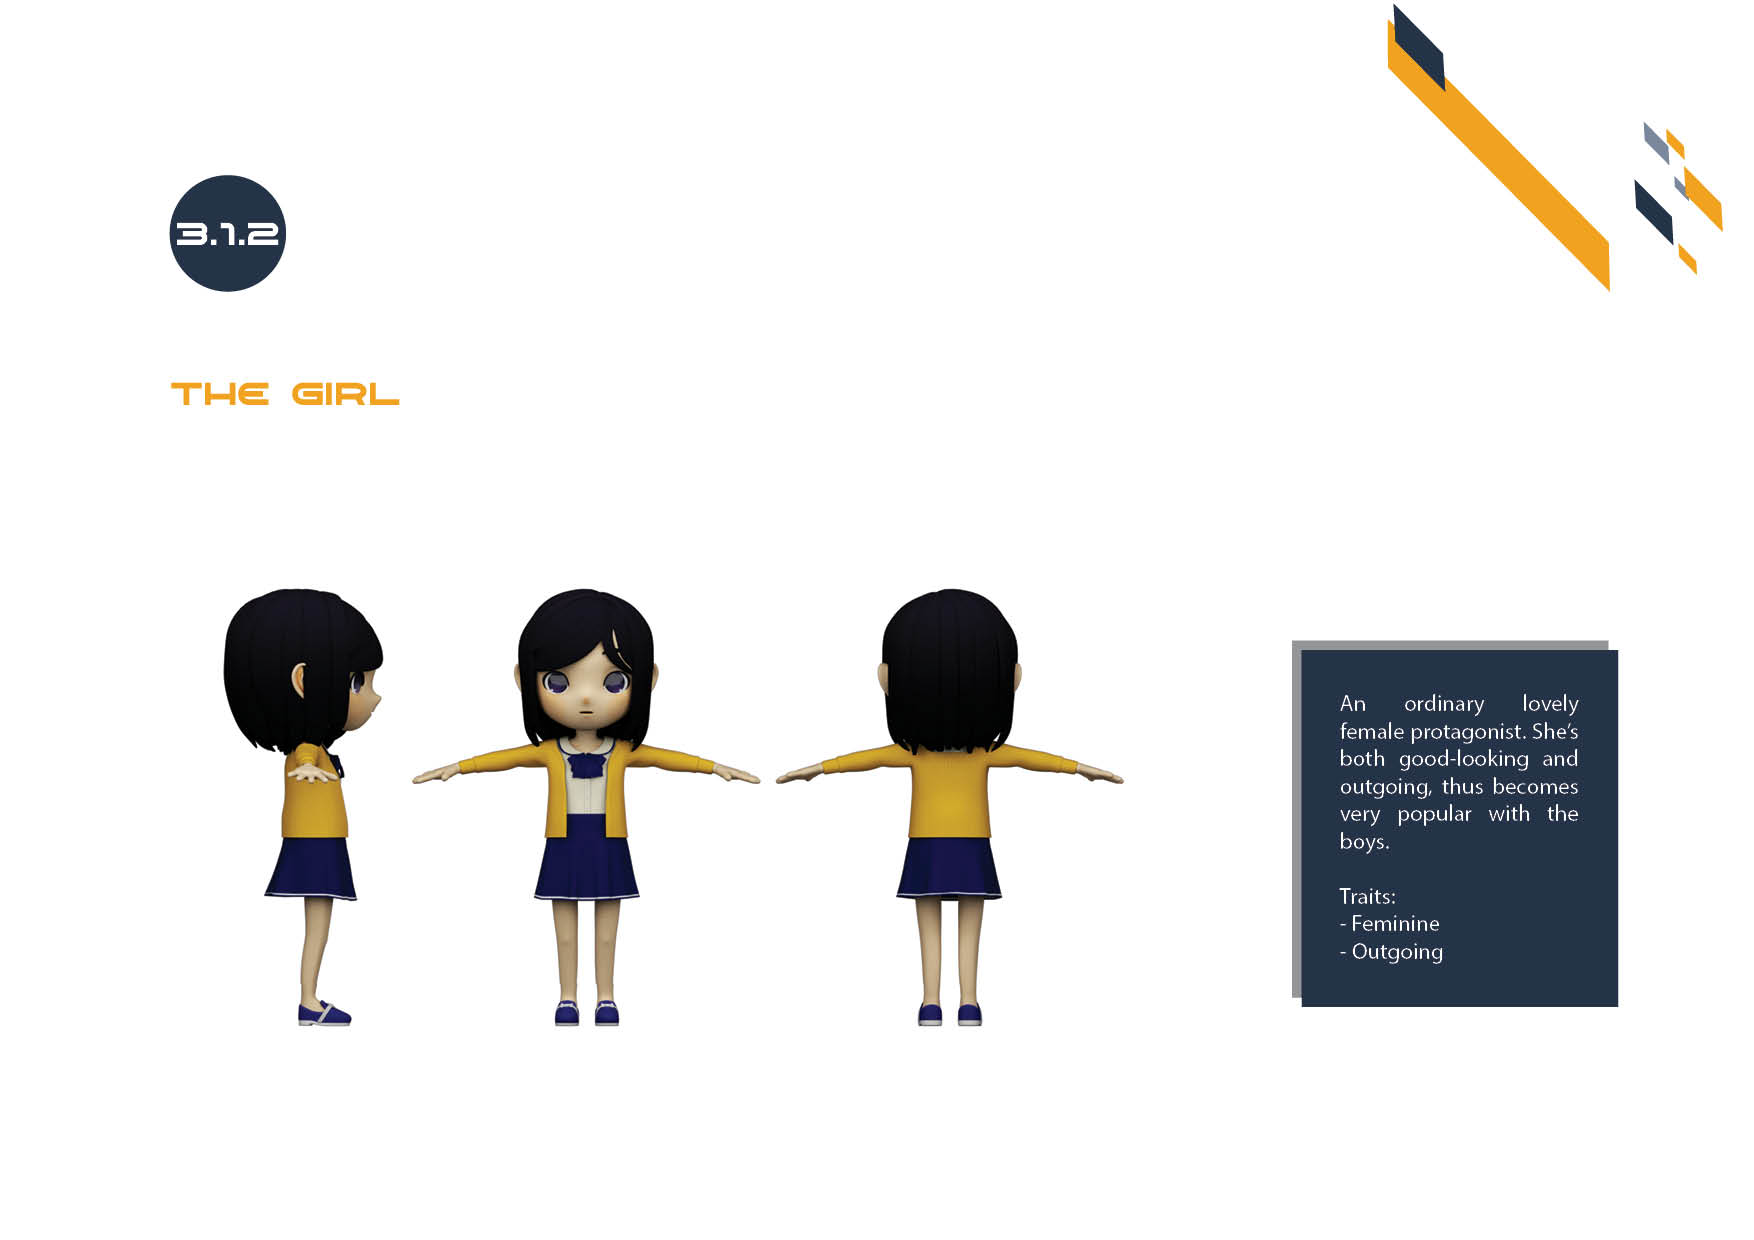 3.1.2
THE GIRL
An ordinary lovely
female protagonist. She’s
both good-looking and
outgoing, thus becomes
very popular with the
boys.
Traits:
- Feminine
- Outgoing